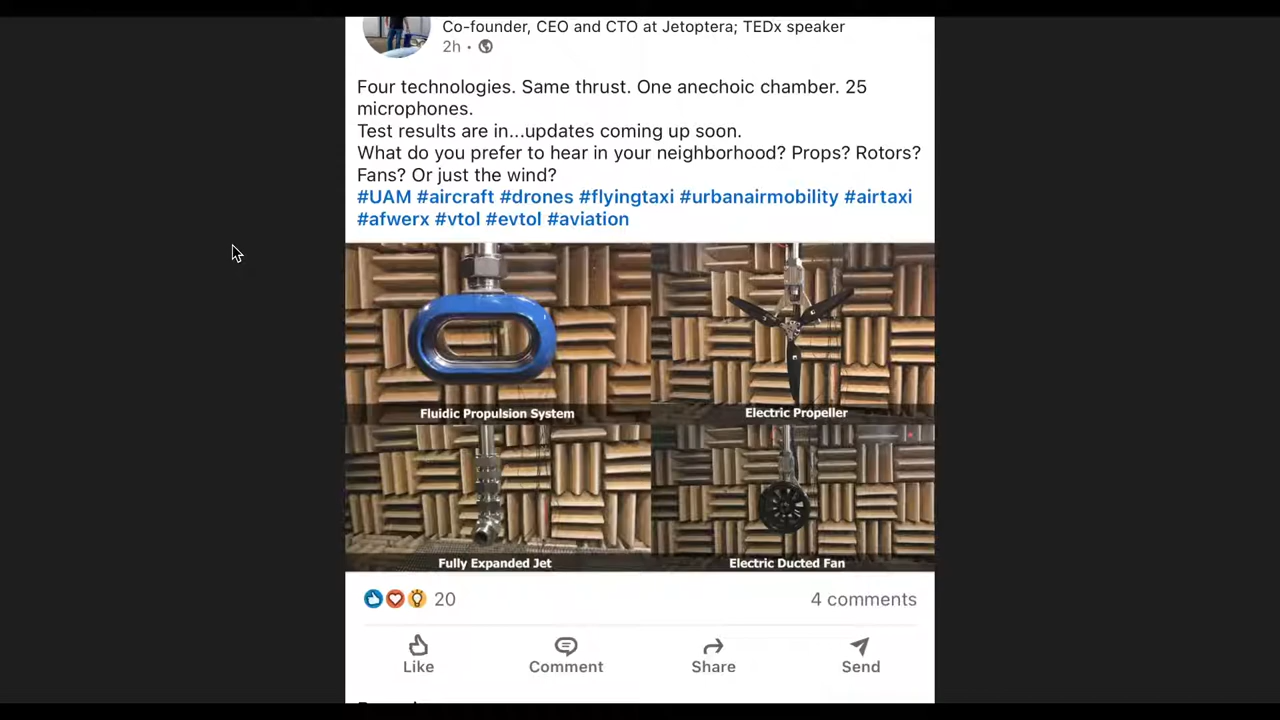 Co-founder, CEO and CTO at Jetoptera; TEDx speaker
2h •
Four technologies. Same thrust. One anechoic chamber. 25
microphones.
Test results are in...updates coming up soon.
What do you prefer to hear in your neighborhood? Props? Rotors?
Fans? Or just the wind?
#UAM #aircraft #drones #flyingtaxi #urbanairmobility #airtaxi
#afwerx #vtol #evtol #aviation
Fluidic Propulsion System
Electric Propeller
Fully Expanded Jet
Electric Ducted Fan
20
4 comments
Like
Comment
Share
Send